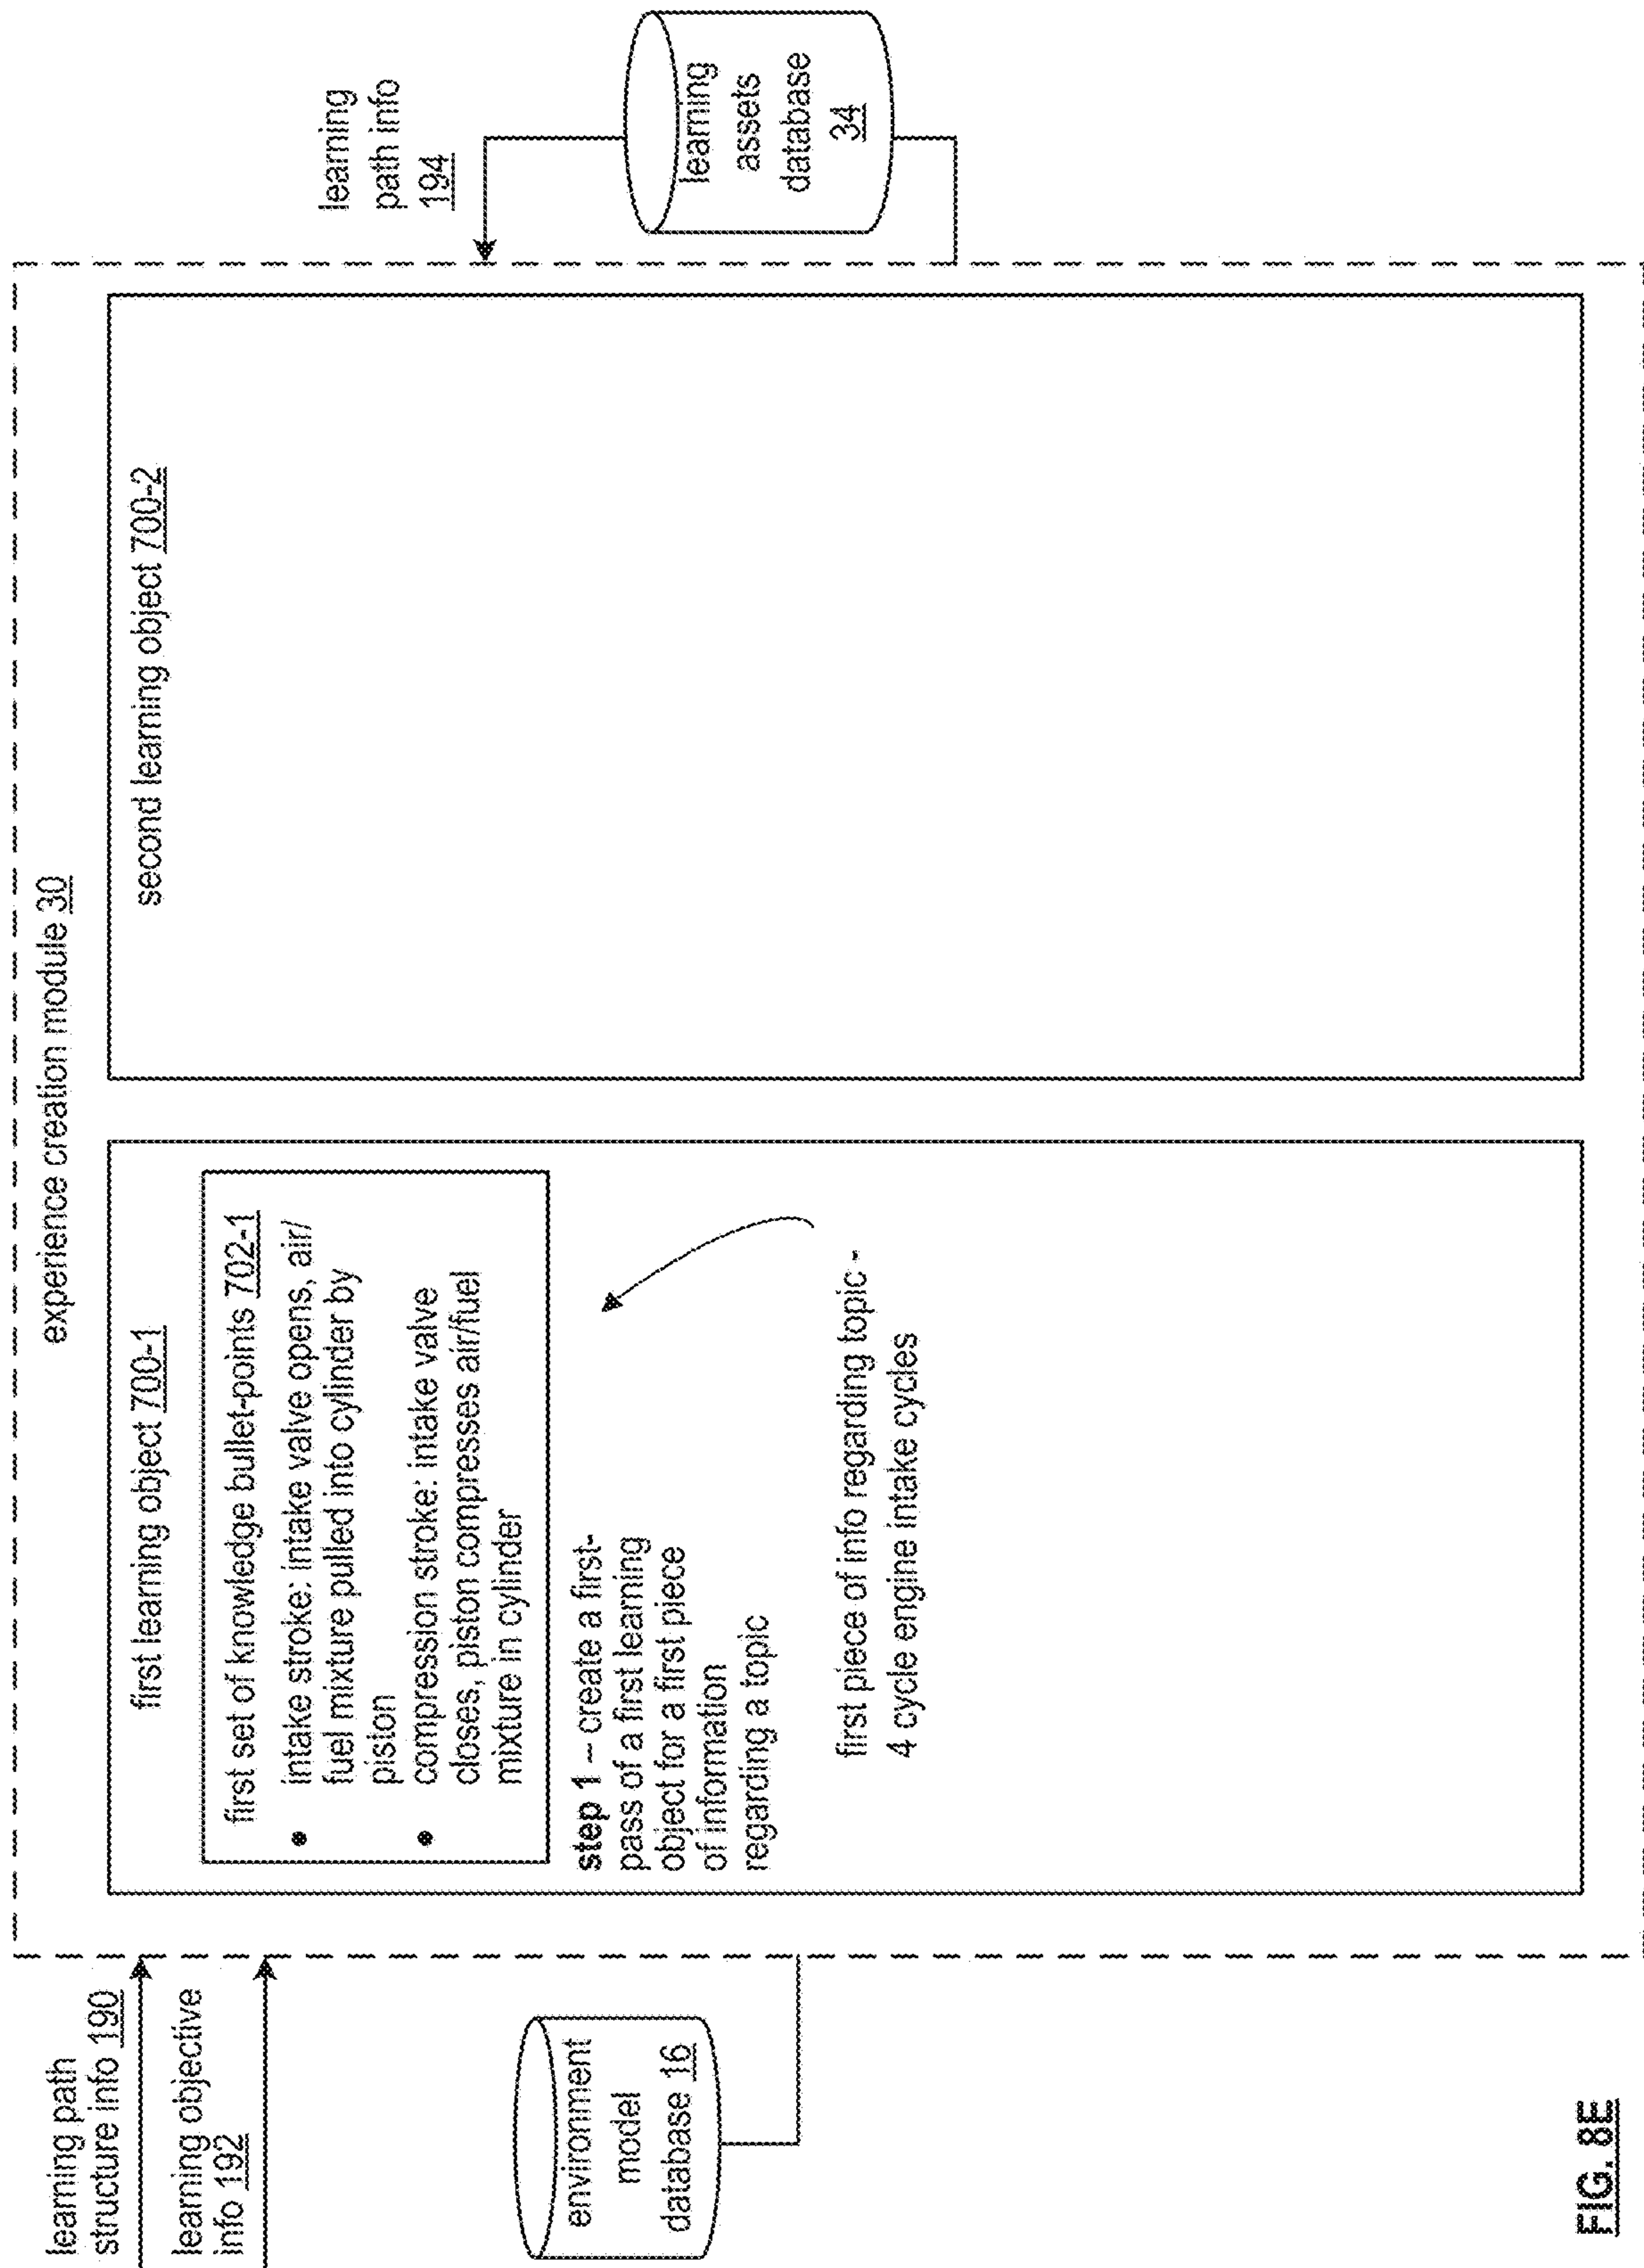 experience creation module 30
learning path
structure info 190
learning objective
info 192
environment
model
database 16
first learning object 700-1
first set of knowledge bullet-points 702-1
• intake stroke: intake valve opens, air/
fuel mixture pulled into cylinder by
piston
• compression stroke: intake valve
closes, piston compresses air/fuel
mixture in cylinder
step 1 – create a first-
pass of a first learning
object for a first piece
of information
regarding a topic
first piece of info regarding topic -
4 cycle engine intake cycles
second learning object 700-2
learning
path info
194
learning
assets
database
34
FIG. 8E